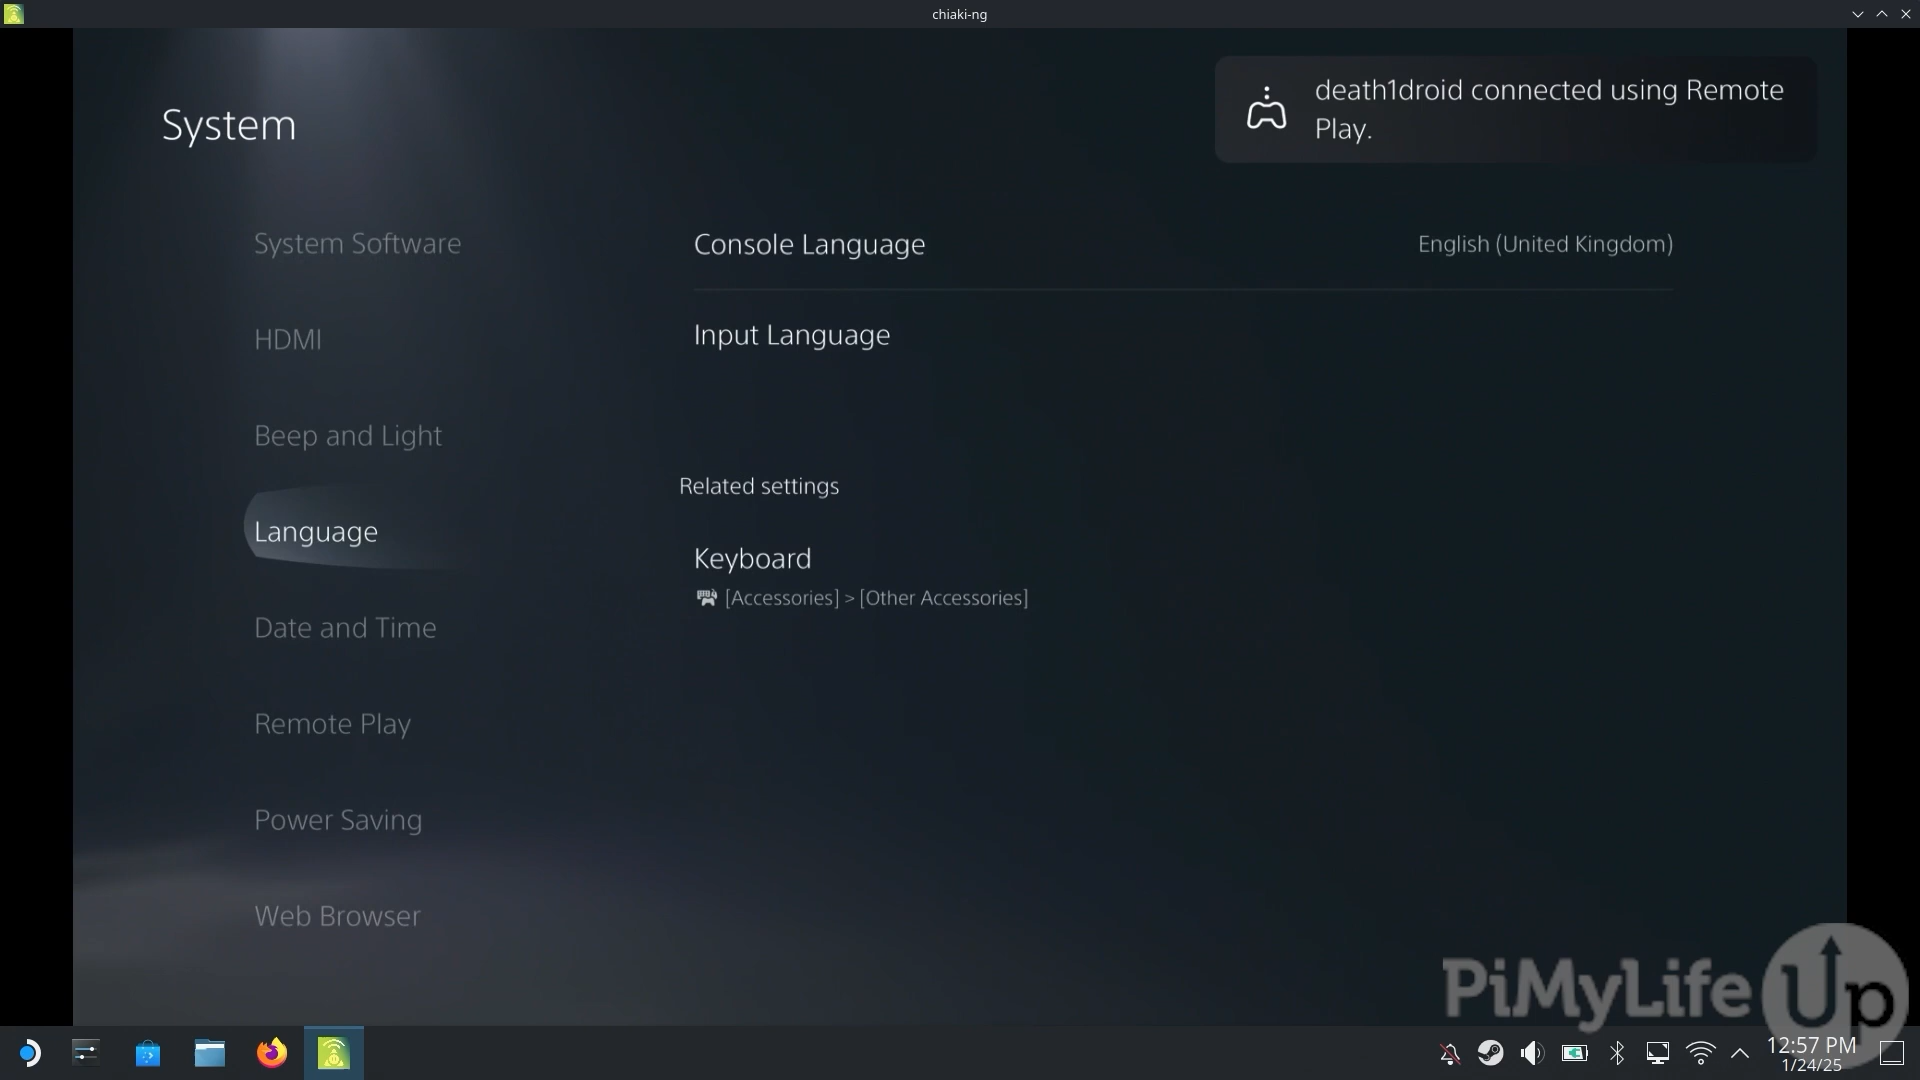 chiaki-ng
System
death1droid connected using Remote
Play.
System Software
HDMI
Beep and Light
Language
Date and Time
Remote Play
Power Saving
Web Browser
Console Language
English (United Kingdom)
Input Language
Related settings
Keyboard
[Accessories] > [Other Accessories]
PiMyLifeUp
12:57 PM
1/24/25